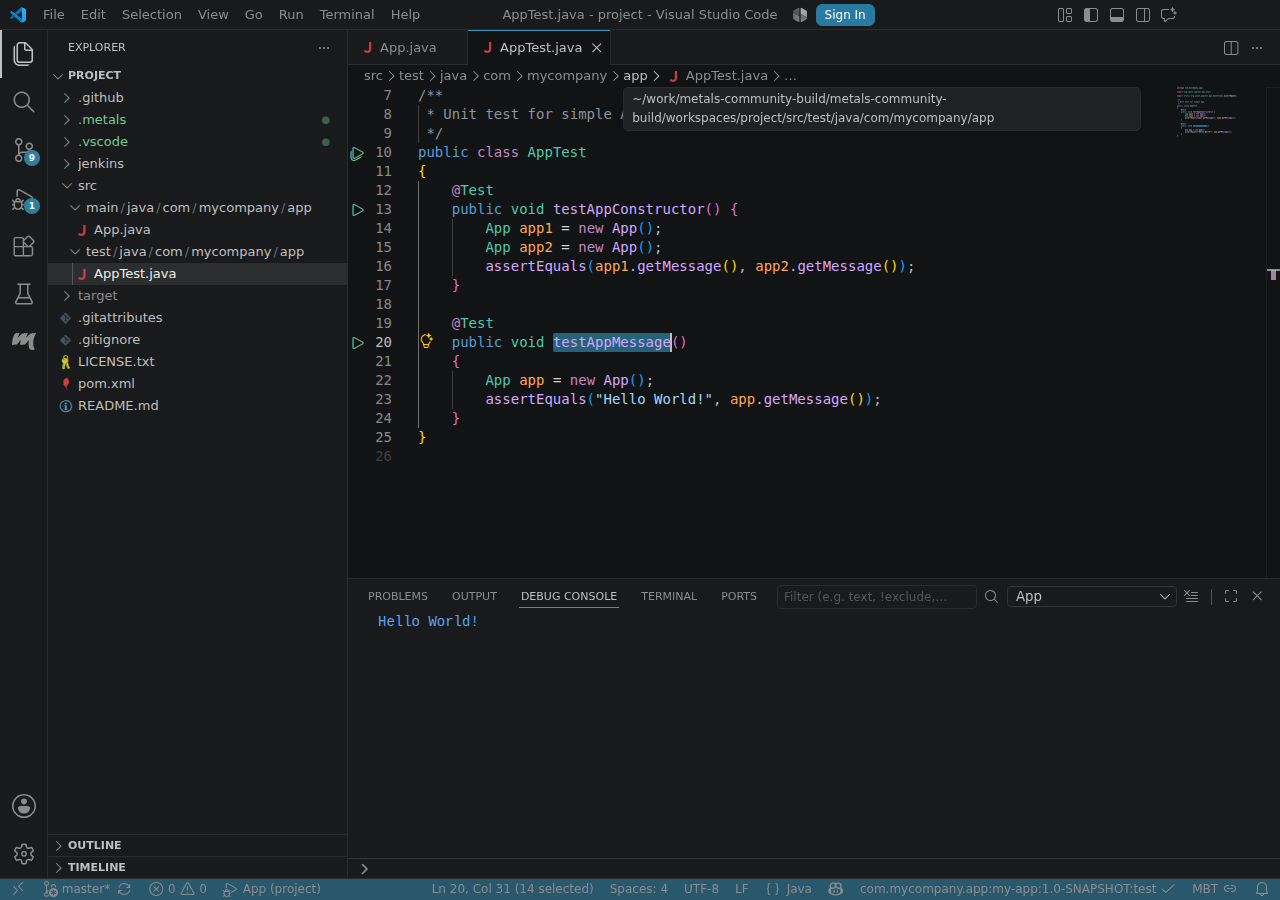 File Edit Selection View Go Run Terminal Help AppTest.java - project - Visual Studio Code Sign In
EXPLORER
PROJECT
.github
.metals
.vscode
jenkins
src
main/java/com/mycompany/app
App.java
test/java/com/mycompany/app
AppTest.java
target
.gitattributes
.gitignore
LICENSE.txt
pom.xml
README.md
OUTLINE
TIMELINE
9
1
App.java AppTest.java
src > test > java > com > mycompany > app > AppTest.java > ...
~/work/metals-community-build/metals-community-
build/workspaces/project/src/test/java/com/mycompany/app
7 /**
8 * Unit test for simple
9 */
10 public class AppTest
11 {
12 @Test
13 public void testAppConstructor() {
14 App app1 = new App();
15 App app2 = new App();
16 assertEquals(app1.getMessage(), app2.getMessage());
17 }
18
19 @Test
20 public void testAppMessage()
21 {
22 App app = new App();
23 assertEquals("Hello World!", app.getMessage());
24 }
25 }
26
PROBLEMS OUTPUT DEBUG CONSOLE TERMINAL PORTS Filter (e.g. text, !exclude,... App
Hello World!
master* 0 0 App (project) Ln 20, Col 31 (14 selected) Spaces: 4 UTF-8 LF {} Java com.mycompany.app:my-app:1.0-SNAPSHOT:test MBT